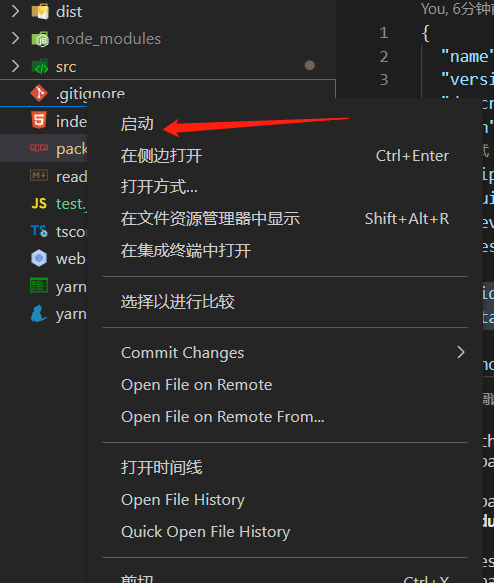 You, 6分钟前
dist
node_modules
src
.gitignore
inde
pack
read
test.j
tscon
web
yarn
yarn
1
2
3
{
"name"
"versi
启动
在侧边打开 Ctrl+Enter
打开方式...
在文件资源管理器中显示 Shift+Alt+R
在集成终端中打开
选择以进行比较
Commit Changes
Open File on Remote
Open File on Remote From...
打开时间线
Open File History
Quick Open File History
剪切 Ctrl+X